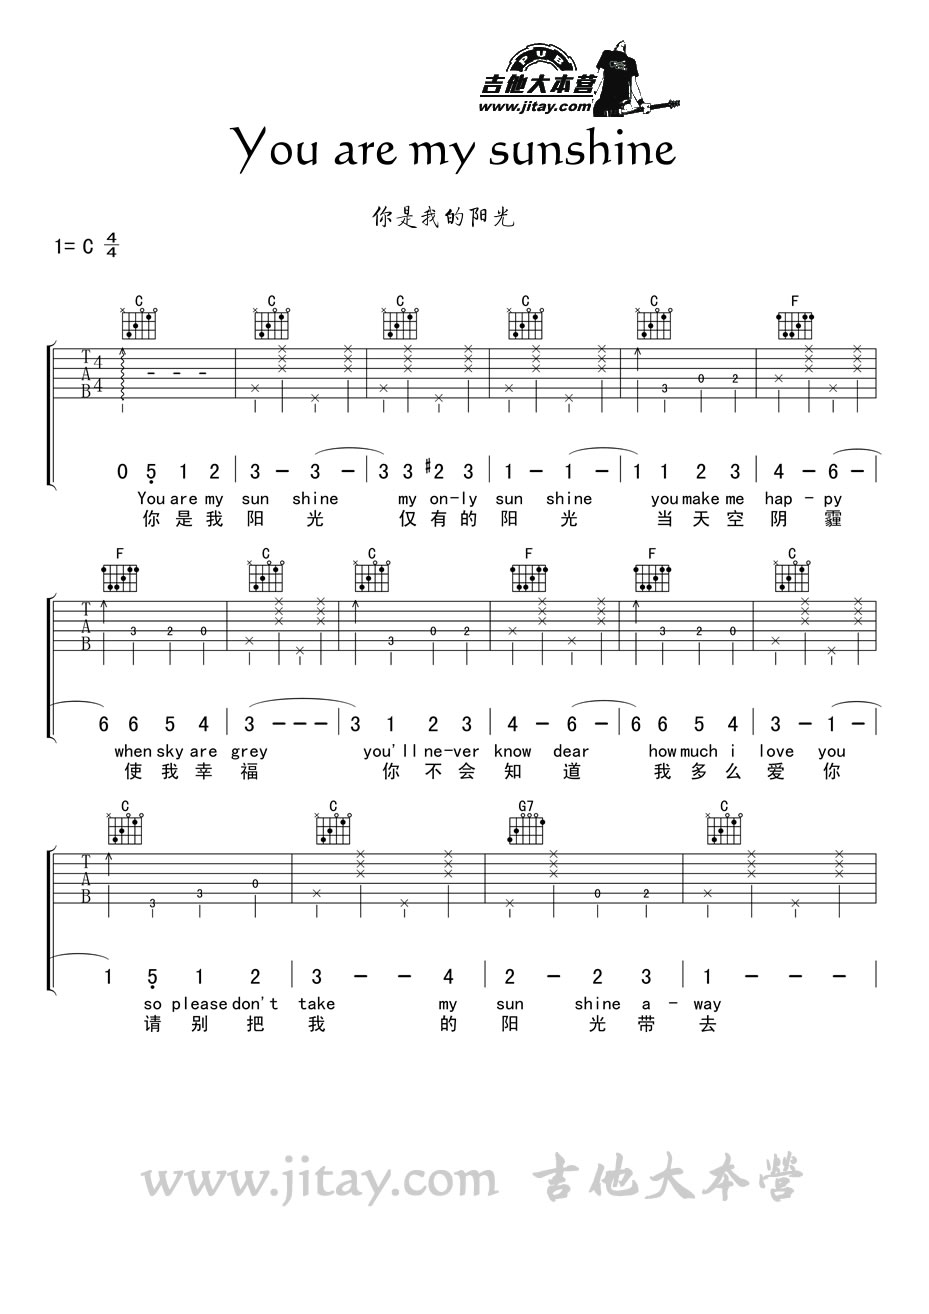 PUB
吉他大本营
www.jitay.com
You are my sunshine
你是我的阳光
1= C 4/4
C C C C C F
T A B 4 4 - - - 3 0 2
0 5 1 2 | 3 - 3 - | 3 3 #2 3 | 1 - 1 - | 1 1 2 3 | 4 - 6 -
You are my sun shine my on-ly sun shine you make me hap - py
你 是 我 阳 光 仅 有 的 阳 光 当 天 空 阴 霾
F C C F F C
T A B 3 2 0 3 0 2 3 2 0
6 6 5 4 | 3 - - - | 3 1 2 3 | 4 - 6 - | 6 6 5 4 | 3 - 1 -
when sky are grey you'll ne-ver know dear how much i love you
使 我 幸 福 你 不 会 知 道 我 多 么 爱 你
C C G7 C
T A B 3 3 0 0 2
1 5 1 2 | 3 - - 4 | 2 - 2 3 | 1 - - -
so please don't take my sun shine a - way
请 别 把 我 的 阳 光 带 去
www.jitay.com 吉他大本营